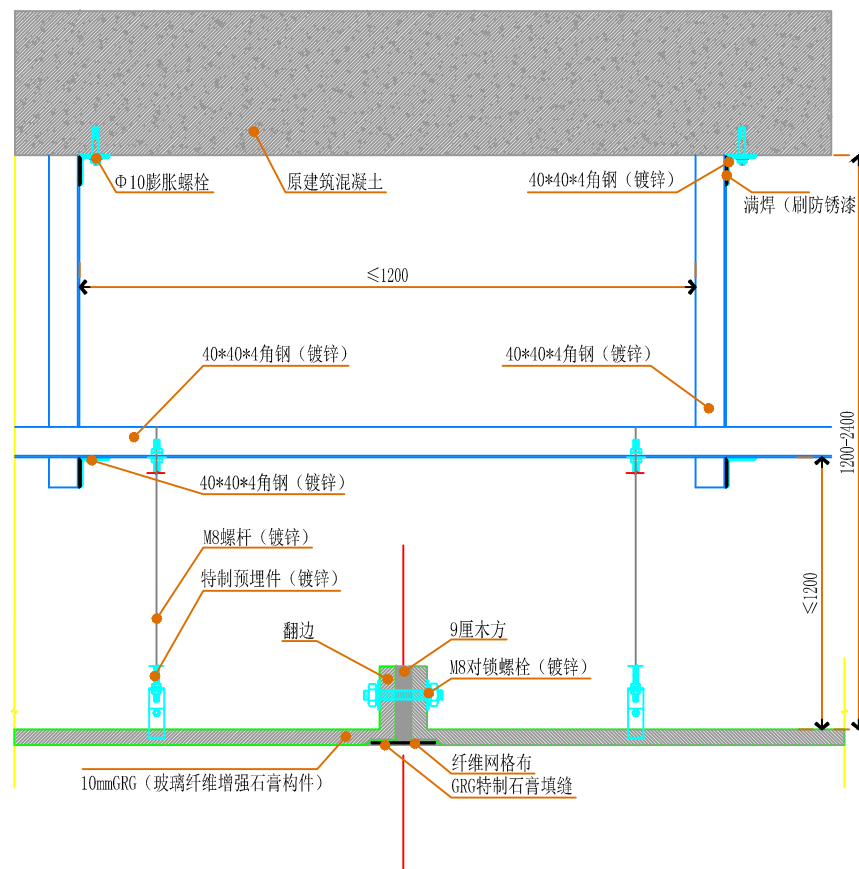 Φ10膨胀螺栓
原建筑混凝土
40*40*4角钢（镀锌）
满焊（刷防锈漆
≤1200
40*40*4角钢（镀锌）
40*40*4角钢（镀锌）
1200-2400
40*40*4角钢（镀锌）
M8螺杆（镀锌）
特制预埋件（镀锌）
≤1200
翻边
9厘木方
M8对锁螺栓（镀锌）
纤维网格布
10mmGRG（玻璃纤维增强石膏构件）
GRG特制石膏填缝